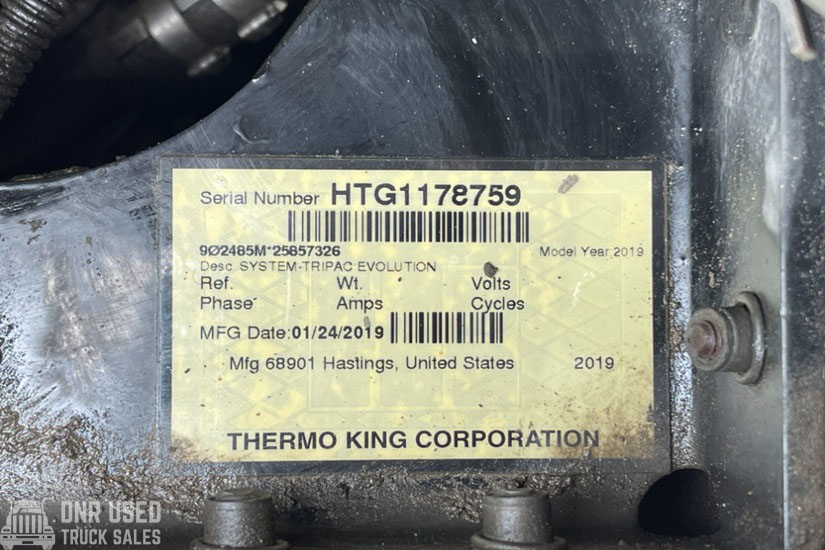 Serial Number HTG1178759
9Ø2485M*25857326 Model Year 2019
Desc SYSTEM-TRIPAC EVOLUTION
Ref. Wt. Volts
Phase Amps Cycles
MFG Date:01/24/2019
Mfg 68901 Hastings, United States 2019
THERMO KING CORPORATION
DNR USED
TRUCK SALES